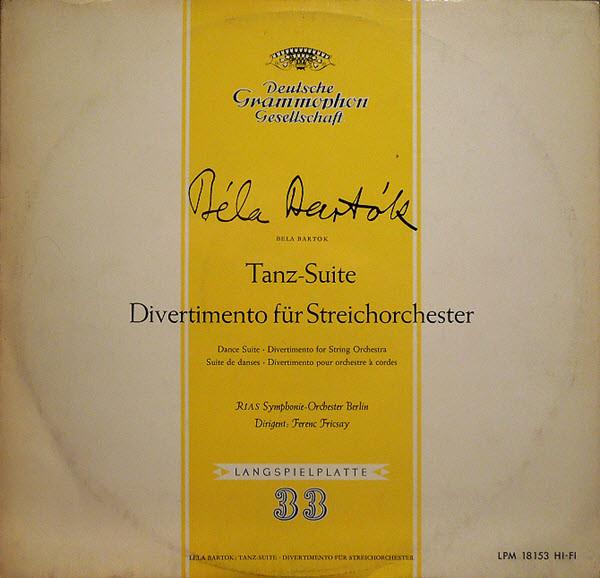 Deutsche
Grammophon
Gesellschaft
Béla Bartók
BELA BARTOK
Tanz-Suite
Divertimento für Streichorchester
Dance Suite · Divertimento for String Orchestra
Suite de danses · Divertimento pour orchestre à cordes
RIAS Symphonie-Orchester Berlin
Dirigent: Ferenc Fricsay
LANGSPIELPLATTE
33
BELA BARTOK: TANZ-SUITE · DIVERTIMENTO FÜR STREICHORCHESTER
LPM 18153 HI-FI